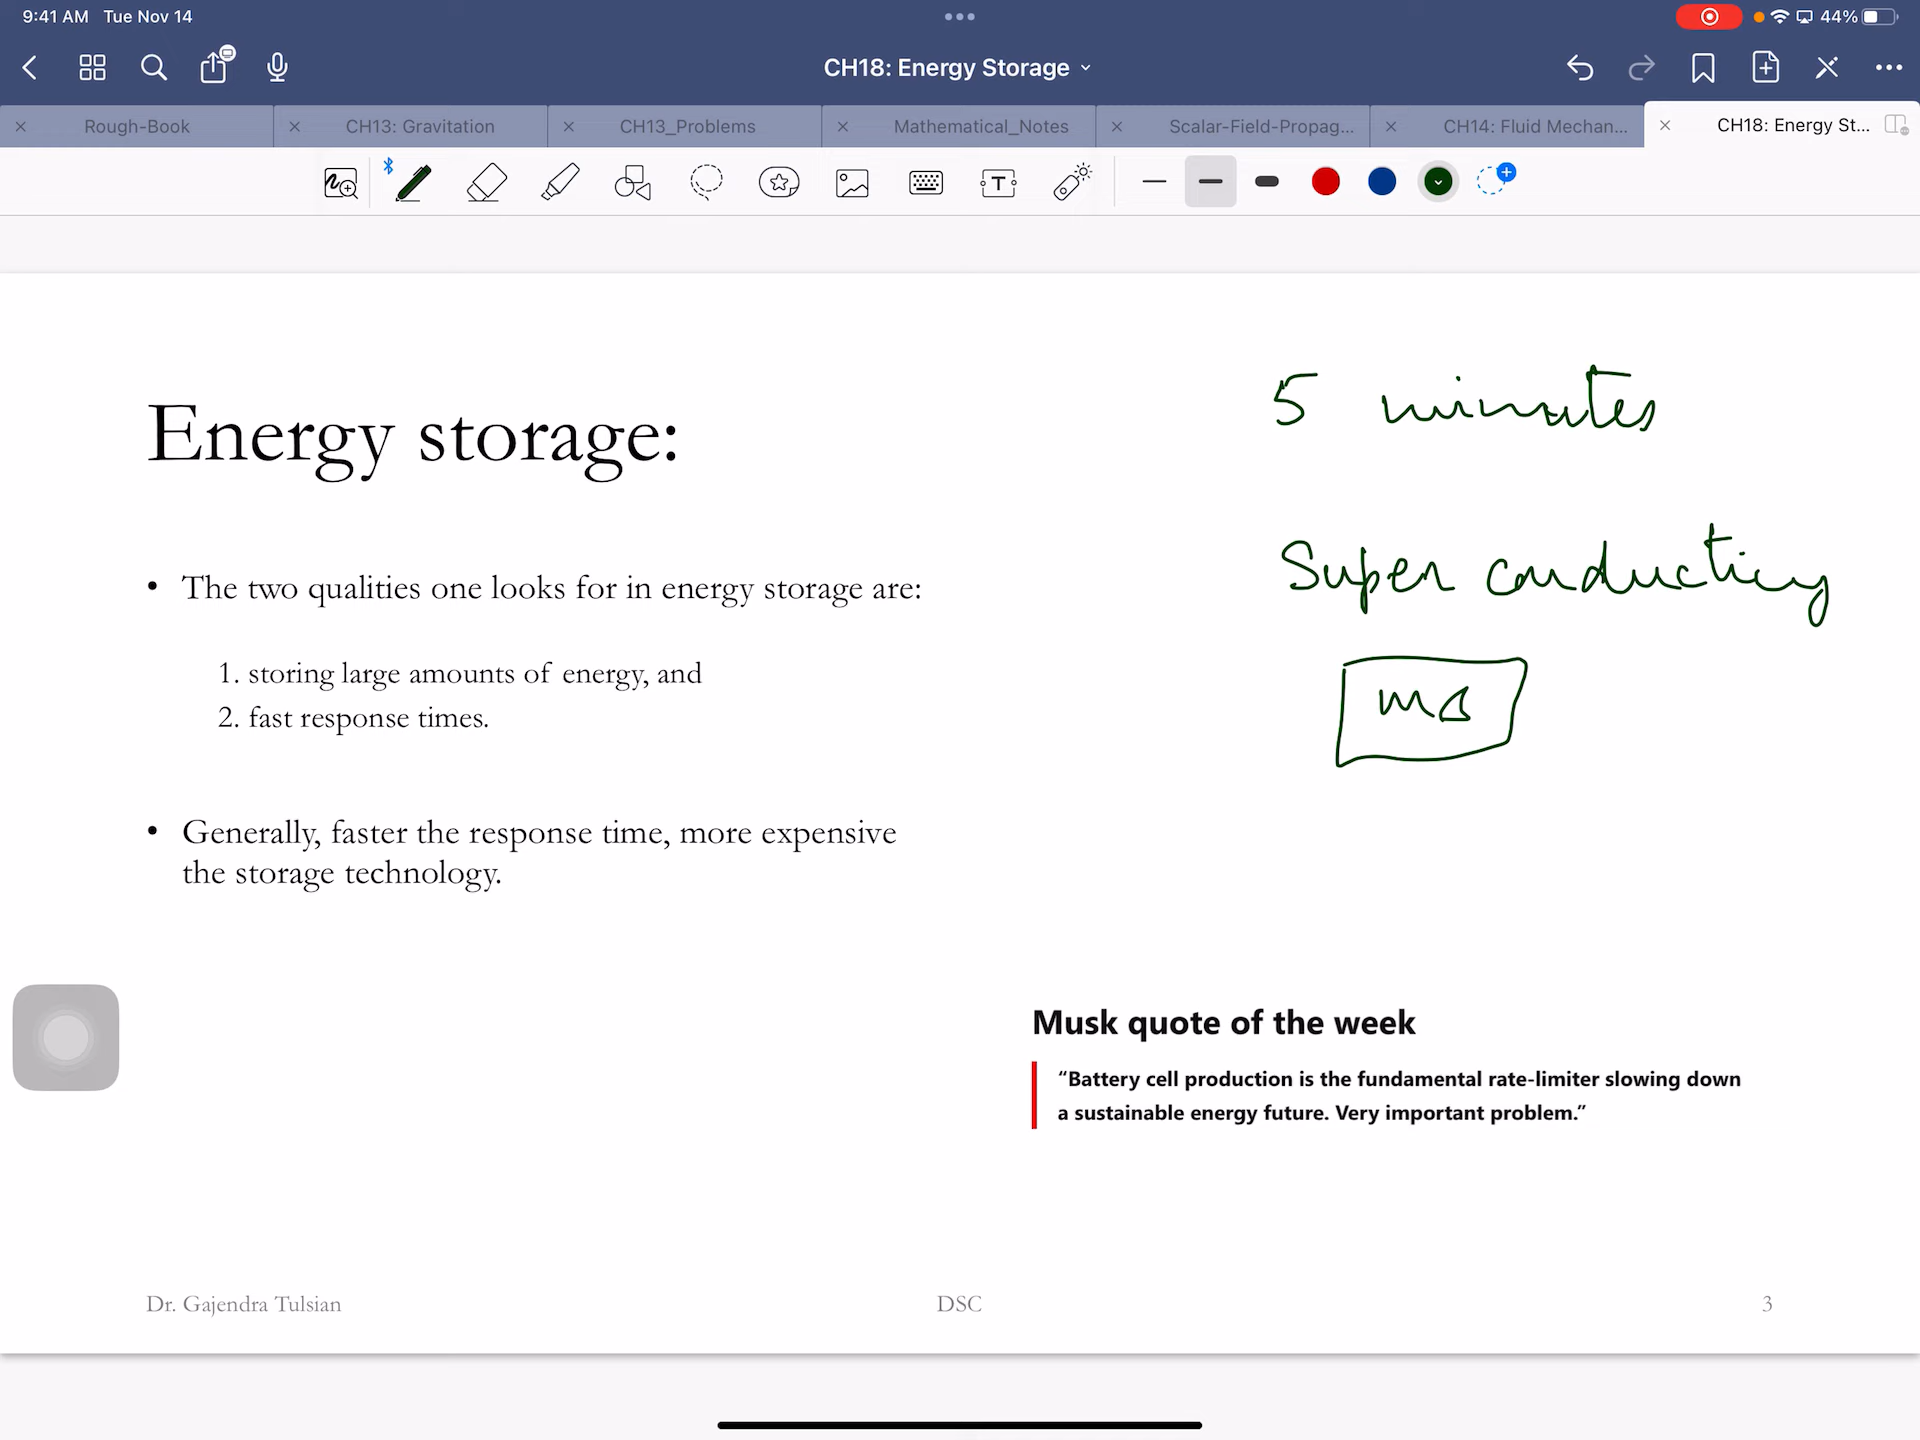 9:41 AM Tue Nov 14
44%
CH18: Energy Storage
Rough-Book
CH13: Gravitation
CH13_Problems
Mathematical_Notes
Scalar-Field-Propag...
CH14: Fluid Mechan...
CH18: Energy St...
T
5 minutes
Energy storage:
Super conducting
• The two qualities one looks for in energy storage are:
1. storing large amounts of energy, and
ms
2. fast response times.
• Generally, faster the response time, more expensive
the storage technology.
Musk quote of the week
“Battery cell production is the fundamental rate-limiter slowing down
a sustainable energy future. Very important problem.”
Dr. Gajendra Tulsian
DSC
3